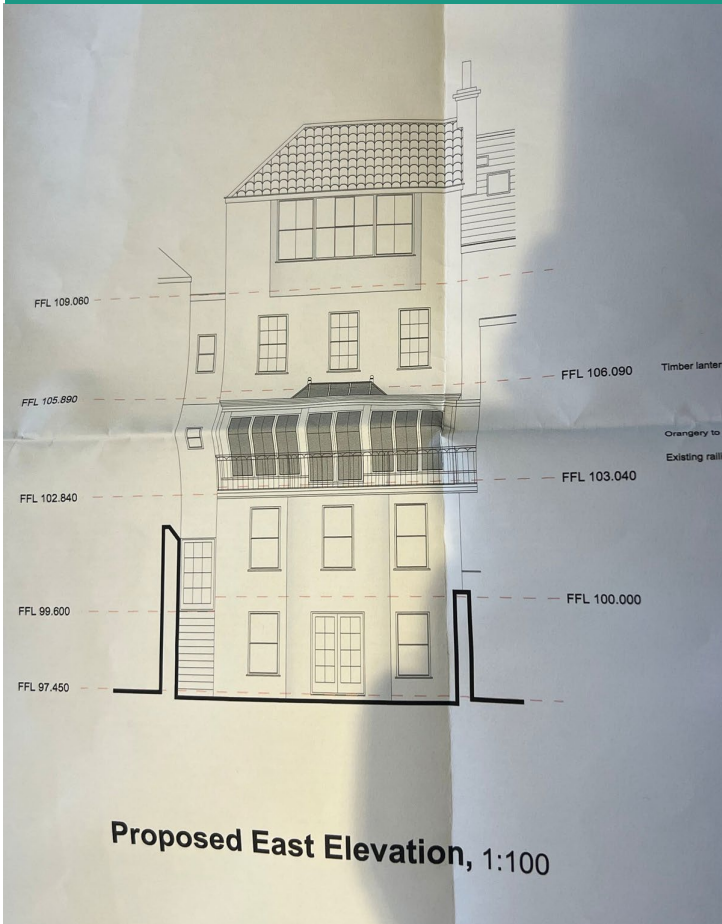 FFL 109.060
FFL 106.090
Timber lanter
FFL 105.890
Orangery to
Existing raili
FFL 103.040
FFL 102.840
FFL 100.000
FFL 99.600
FFL 97.450
Proposed East Elevation, 1:100